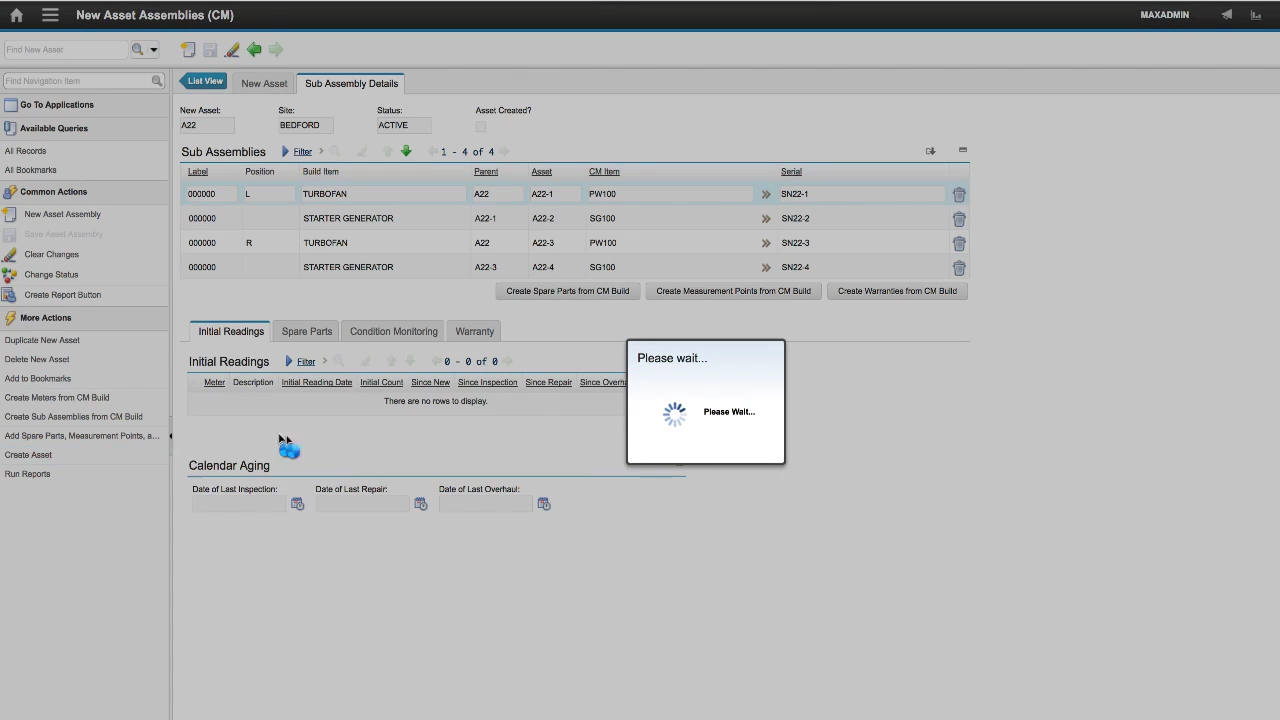 New Asset Assemblies (CM)
MAXADMIN
Find New Asset
Find Navigation Item
Go To Applications
Available Queries
All Records
All Bookmarks
Common Actions
New Asset Assembly
Save Asset Assembly
Clear Changes
Change Status
Create Report Button
More Actions
Duplicate New Asset
Delete New Asset
Add to Bookmarks
Create Meters from CM Build
Create Sub Assemblies from CM Build
Add Spare Parts, Measurement Points, a...
Create Asset
Run Reports
List View
New Asset
Sub Assembly Details
New Asset: Site: Status: Asset Created?
A22 BEDFORD ACTIVE
Sub Assemblies Filter 1 - 4 of 4
Label Position Build Item Parent Asset CM Item Serial
000000 L TURBOFAN A22 A22-1 PW100 SN22-1
000000 STARTER GENERATOR A22-1 A22-2 SG100 SN22-2
000000 R TURBOFAN A22 A22-3 PW100 SN22-3
000000 STARTER GENERATOR A22-3 A22-4 SG100 SN22-4
Create Spare Parts from CM Build Create Measurement Points from CM Build Create Warranties from CM Build
Initial Readings Spare Parts Condition Monitoring Warranty
Initial Readings Filter 0 - 0 of 0
Meter Description Initial Reading Date Initial Count Since New Since Inspection Since Repair Since Overha
There are no rows to display.
Please wait...
Please Wait...
Calendar Aging
Date of Last Inspection: Date of Last Repair: Date of Last Overhaul: